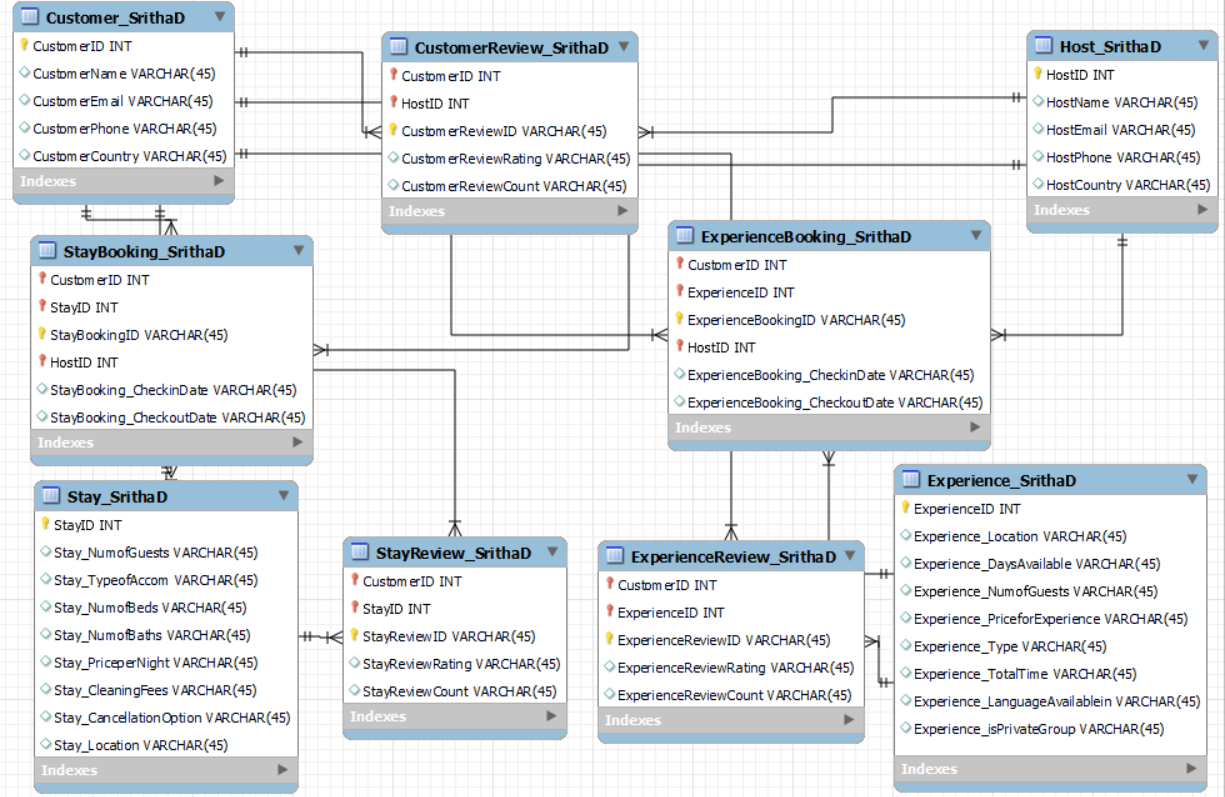 Customer_SrithaD
CustomerID INT
CustomerName VARCHAR(45)
CustomerEmail VARCHAR(45)
CustomerPhone VARCHAR(45)
CustomerCountry VARCHAR(45)
Indexes
CustomerReview_SrithaD
CustomerID INT
HostID INT
CustomerReviewID VARCHAR(45)
CustomerReviewRating VARCHAR(45)
CustomerReviewCount VARCHAR(45)
Indexes
Host_SrithaD
HostID INT
HostName VARCHAR(45)
HostEmail VARCHAR(45)
HostPhone VARCHAR(45)
HostCountry VARCHAR(45)
Indexes
StayBooking_SrithaD
CustomerID INT
StayID INT
StayBookingID VARCHAR(45)
HostID INT
StayBooking_CheckinDate VARCHAR(45)
StayBooking_CheckoutDate VARCHAR(45)
Indexes
ExperienceBooking_SrithaD
CustomerID INT
ExperienceID INT
ExperienceBookingID VARCHAR(45)
HostID INT
ExperienceBooking_CheckinDate VARCHAR(45)
ExperienceBooking_CheckoutDate VARCHAR(45)
Indexes
Stay_SrithaD
StayID INT
Stay_NumofGuests VARCHAR(45)
Stay_TypeofAccom VARCHAR(45)
Stay_NumofBeds VARCHAR(45)
Stay_NumofBaths VARCHAR(45)
Stay_PriceperNight VARCHAR(45)
Stay_CleaningFees VARCHAR(45)
Stay_CancellationOption VARCHAR(45)
Stay_Location VARCHAR(45)
Indexes
StayReview_SrithaD
CustomerID INT
StayID INT
StayReviewID VARCHAR(45)
StayReviewRating VARCHAR(45)
StayReviewCount VARCHAR(45)
Indexes
ExperienceReview_SrithaD
CustomerID INT
ExperienceID INT
ExperienceReviewID VARCHAR(45)
ExperienceReviewRating VARCHAR(45)
ExperienceReviewCount VARCHAR(45)
Indexes
Experience_SrithaD
ExperienceID INT
Experience_Location VARCHAR(45)
Experience_DaysAvailable VARCHAR(45)
Experience_NumofGuests VARCHAR(45)
Experience_PriceforExperience VARCHAR(45)
Experience_Type VARCHAR(45)
Experience_TotalTime VARCHAR(45)
Experience_LanguageAvailablein VARCHAR(45)
Experience_isPrivateGroup VARCHAR(45)
Indexes